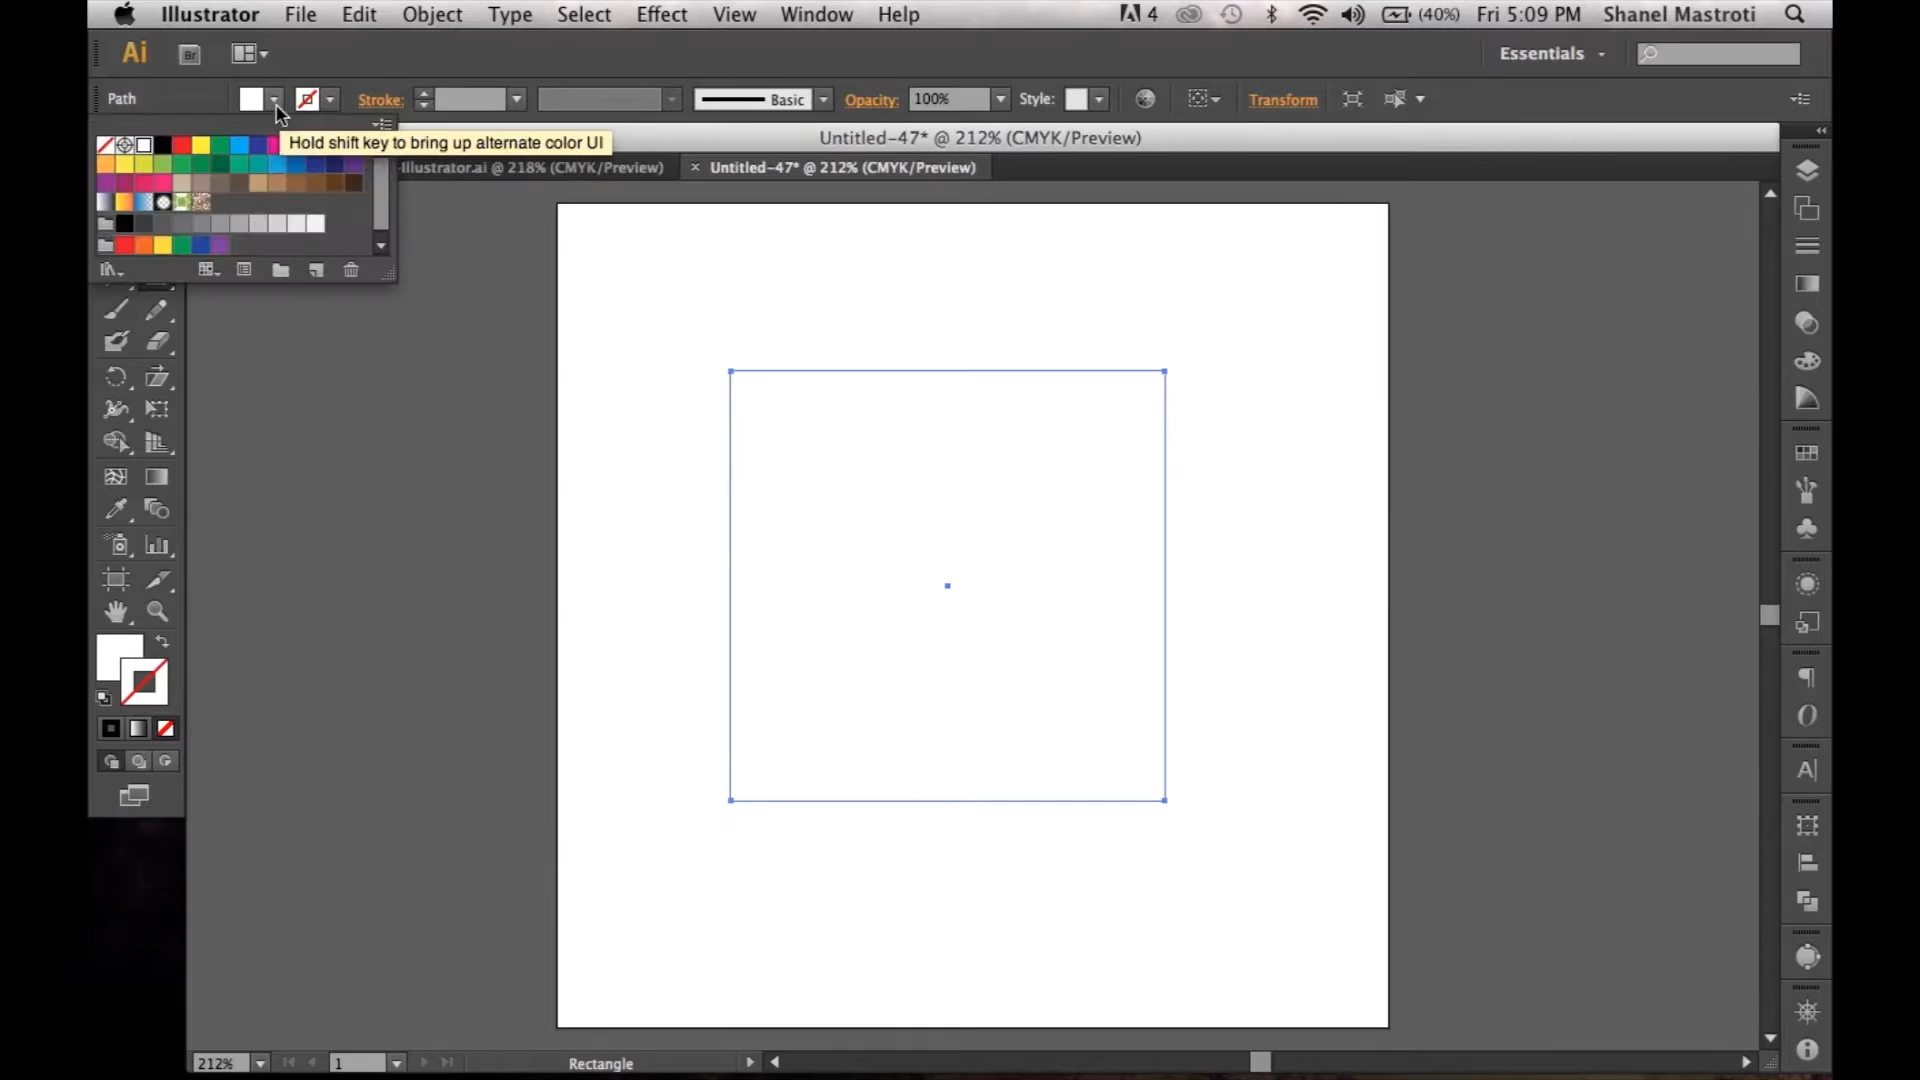 Illustrator File Edit Object Type Select Effect View Window Help 4 (40%) Fri 5:09 PM Shanel Mastroti
Ai Br Essentials
Path Stroke: Basic Opacity: 100% Style: Transform
Hold shift key to bring up alternate color UI
Untitled-47* @ 212% (CMYK/Preview)
-Illustrator.ai @ 218% (CMYK/Preview) × Untitled-47* @ 212% (CMYK/Preview)
212% 1 Rectangle